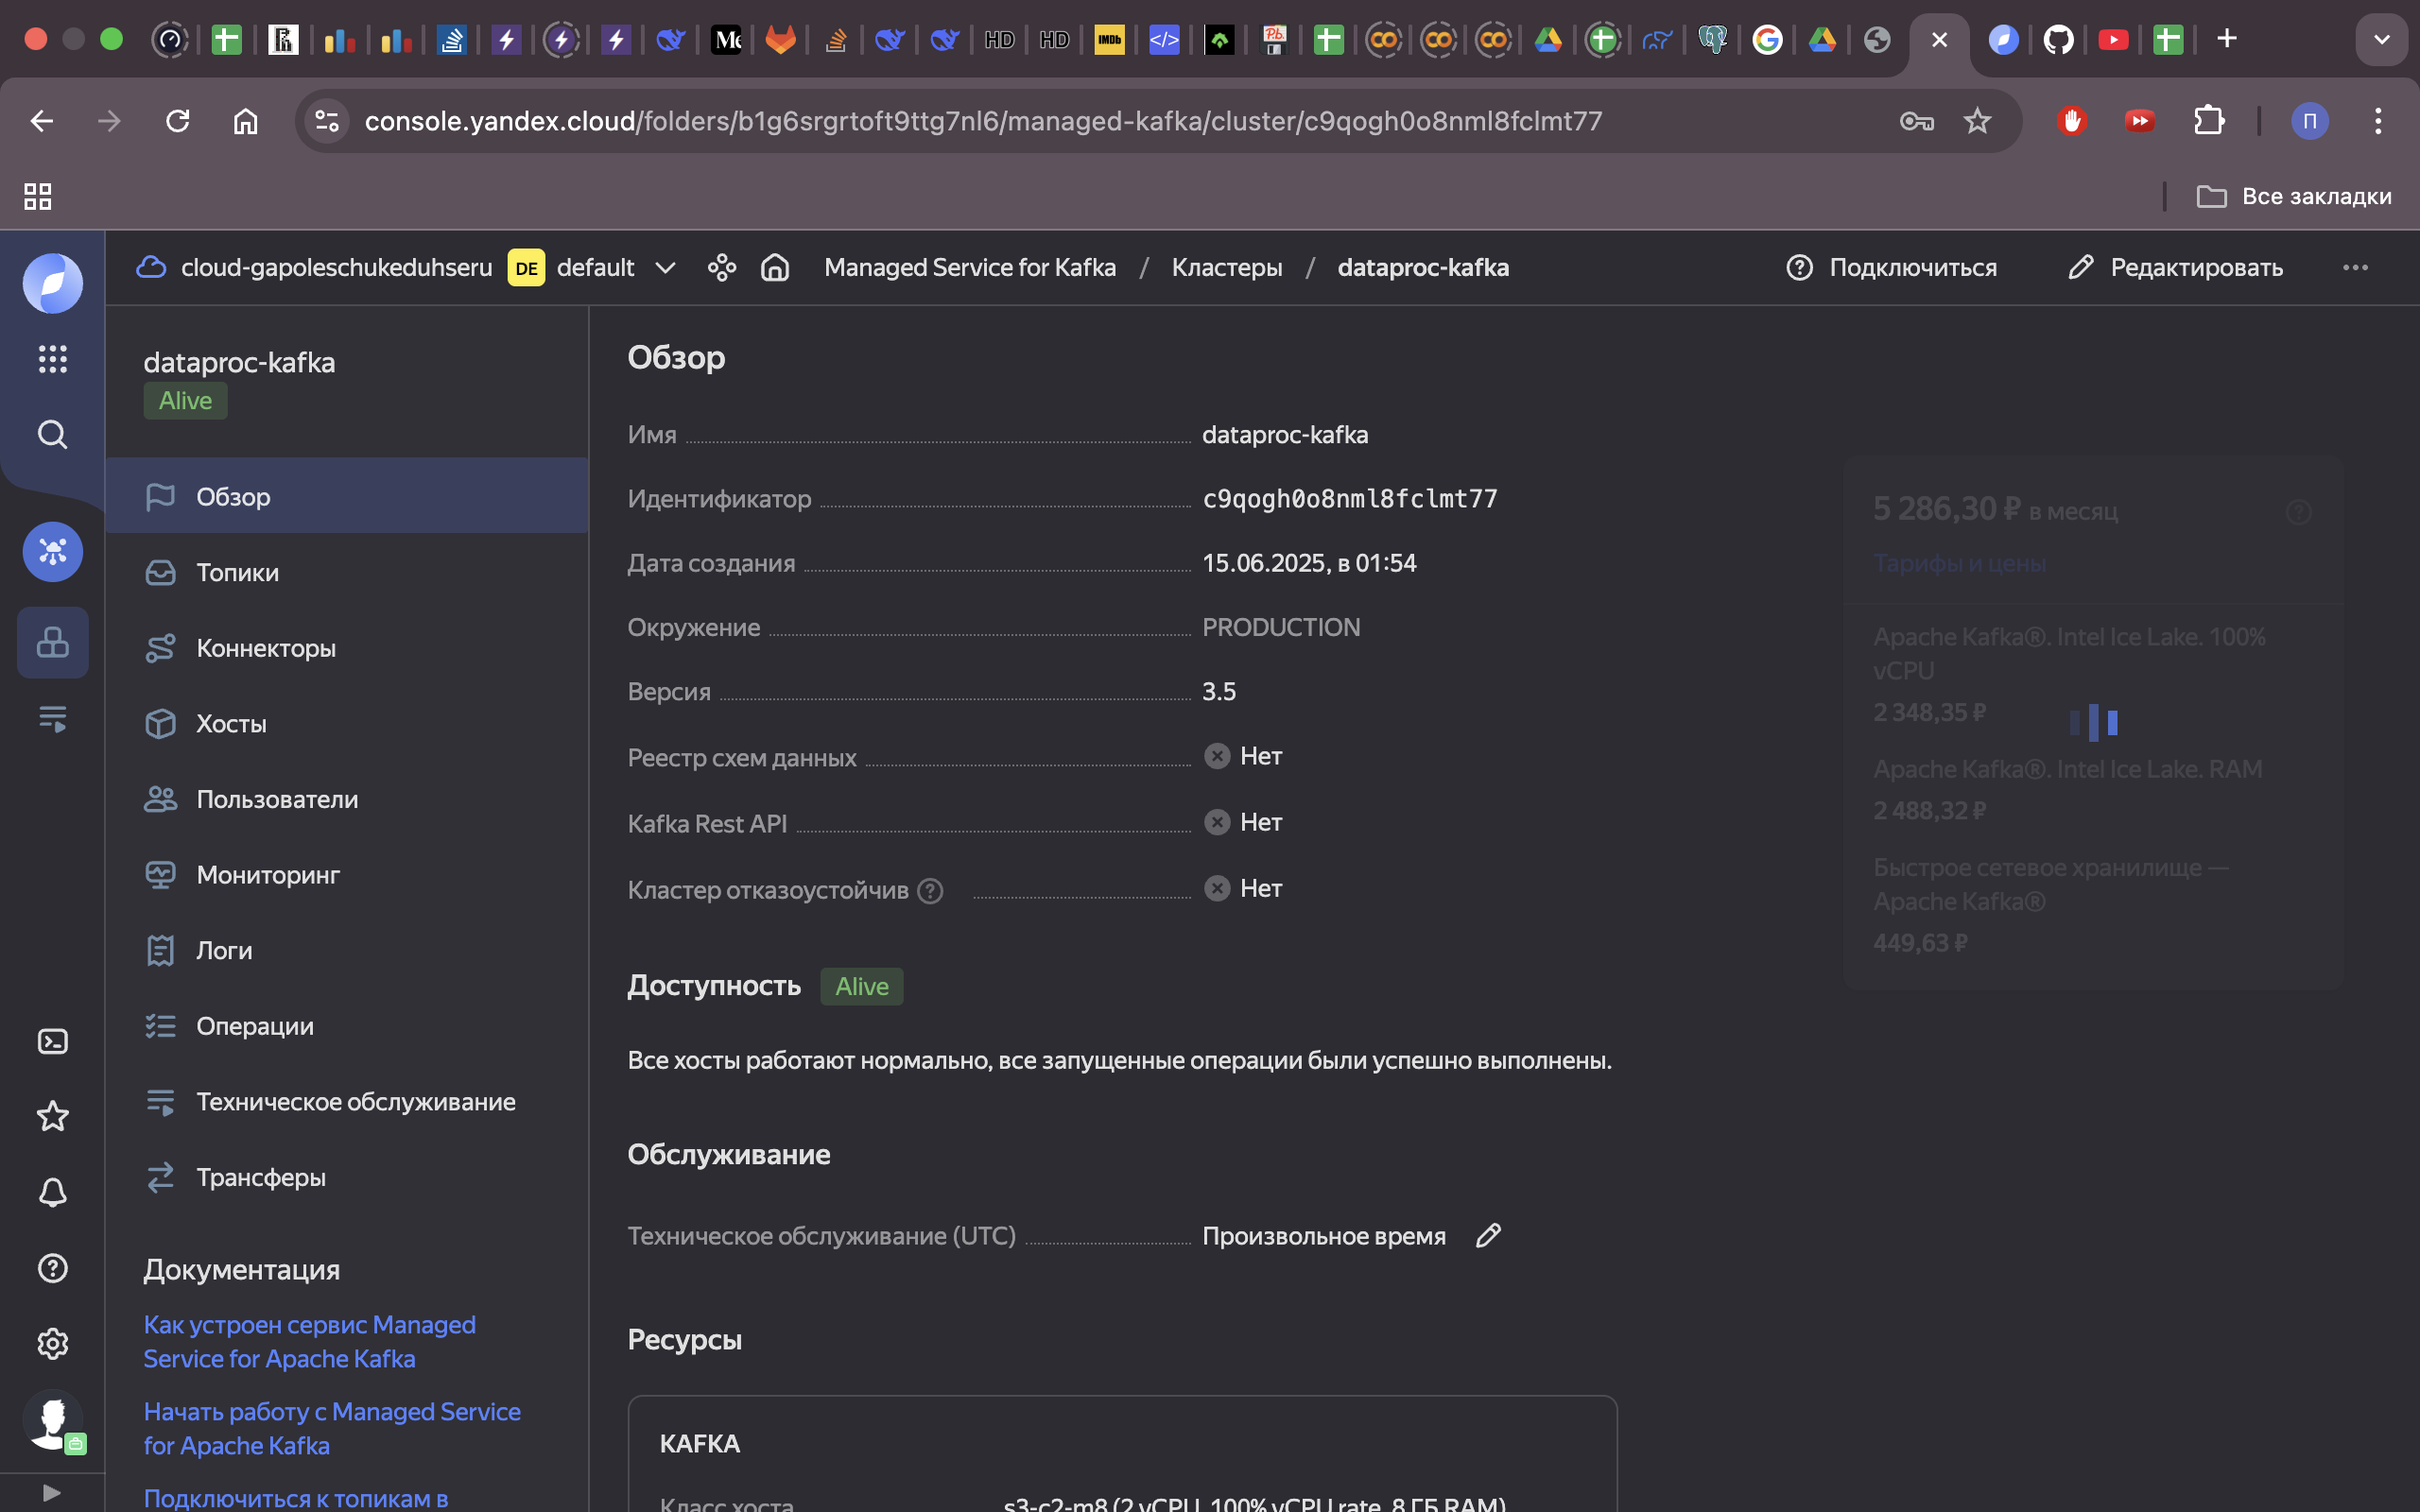 HD
HD
IMDb
</>
Pb.
console.yandex.cloud/folders/b1g6srgrtoft9ttg7nl6/managed-kafka/cluster/c9qogh0o8nml8fclmt77
П
Все закладки
cloud-gapoleschukeduhseru DE default Managed Service for Kafka / Кластеры / dataproc-kafka
Подключиться
Редактировать
dataproc-kafka
Alive
Обзор
Топики
Коннекторы
Хосты
Пользователи
Мониторинг
Логи
Операции
Техническое обслуживание
Трансферы
Документация
Как устроен сервис Managed
Service for Apache Kafka
Начать работу с Managed Service
for Apache Kafka
Подключиться к топикам в
Обзор
Имя dataproc-kafka
Идентификатор c9qogh0o8nml8fclmt77
Дата создания 15.06.2025, в 01:54
Окружение PRODUCTION
Версия 3.5
Реестр схем данных Нет
Kafka Rest API Нет
Кластер отказоустойчив Нет
Доступность Alive
Все хосты работают нормально, все запущенные операции были успешно выполнены.
Обслуживание
Техническое обслуживание (UTC) Произвольное время
Ресурсы
KAFKA
Класс хоста s3-c2-m8 (2 vCPU, 100% vCPU rate, 8 ГБ RAM)
5 286,30 ₽ в месяц
Тарифы и цены
Apache Kafka®. Intel Ice Lake. 100%
vCPU
2 348,35 ₽
Apache Kafka®. Intel Ice Lake. RAM
2 488,32 ₽
Быстрое сетевое хранилище —
Apache Kafka®
449,63 ₽